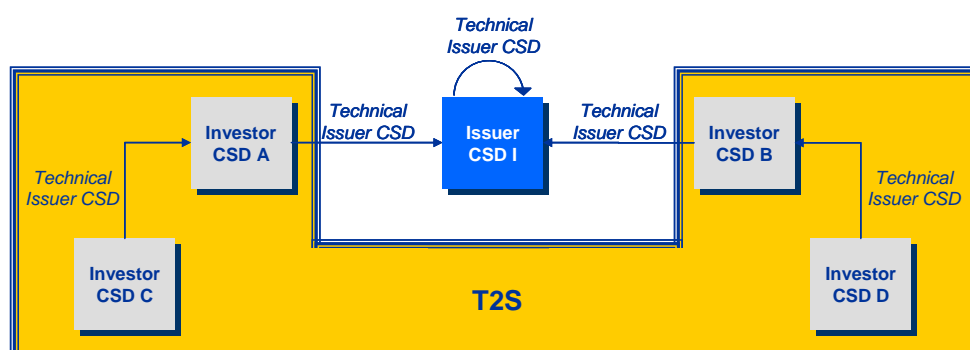 Technical
Issuer CSD
Investor
CSD A
Technical
Issuer CSD
Issuer
CSD I
Technical
Issuer CSD
Investor
CSD B
Technical
Issuer CSD
Technical
Issuer CSD
Investor
CSD C
T2S
Investor
CSD D